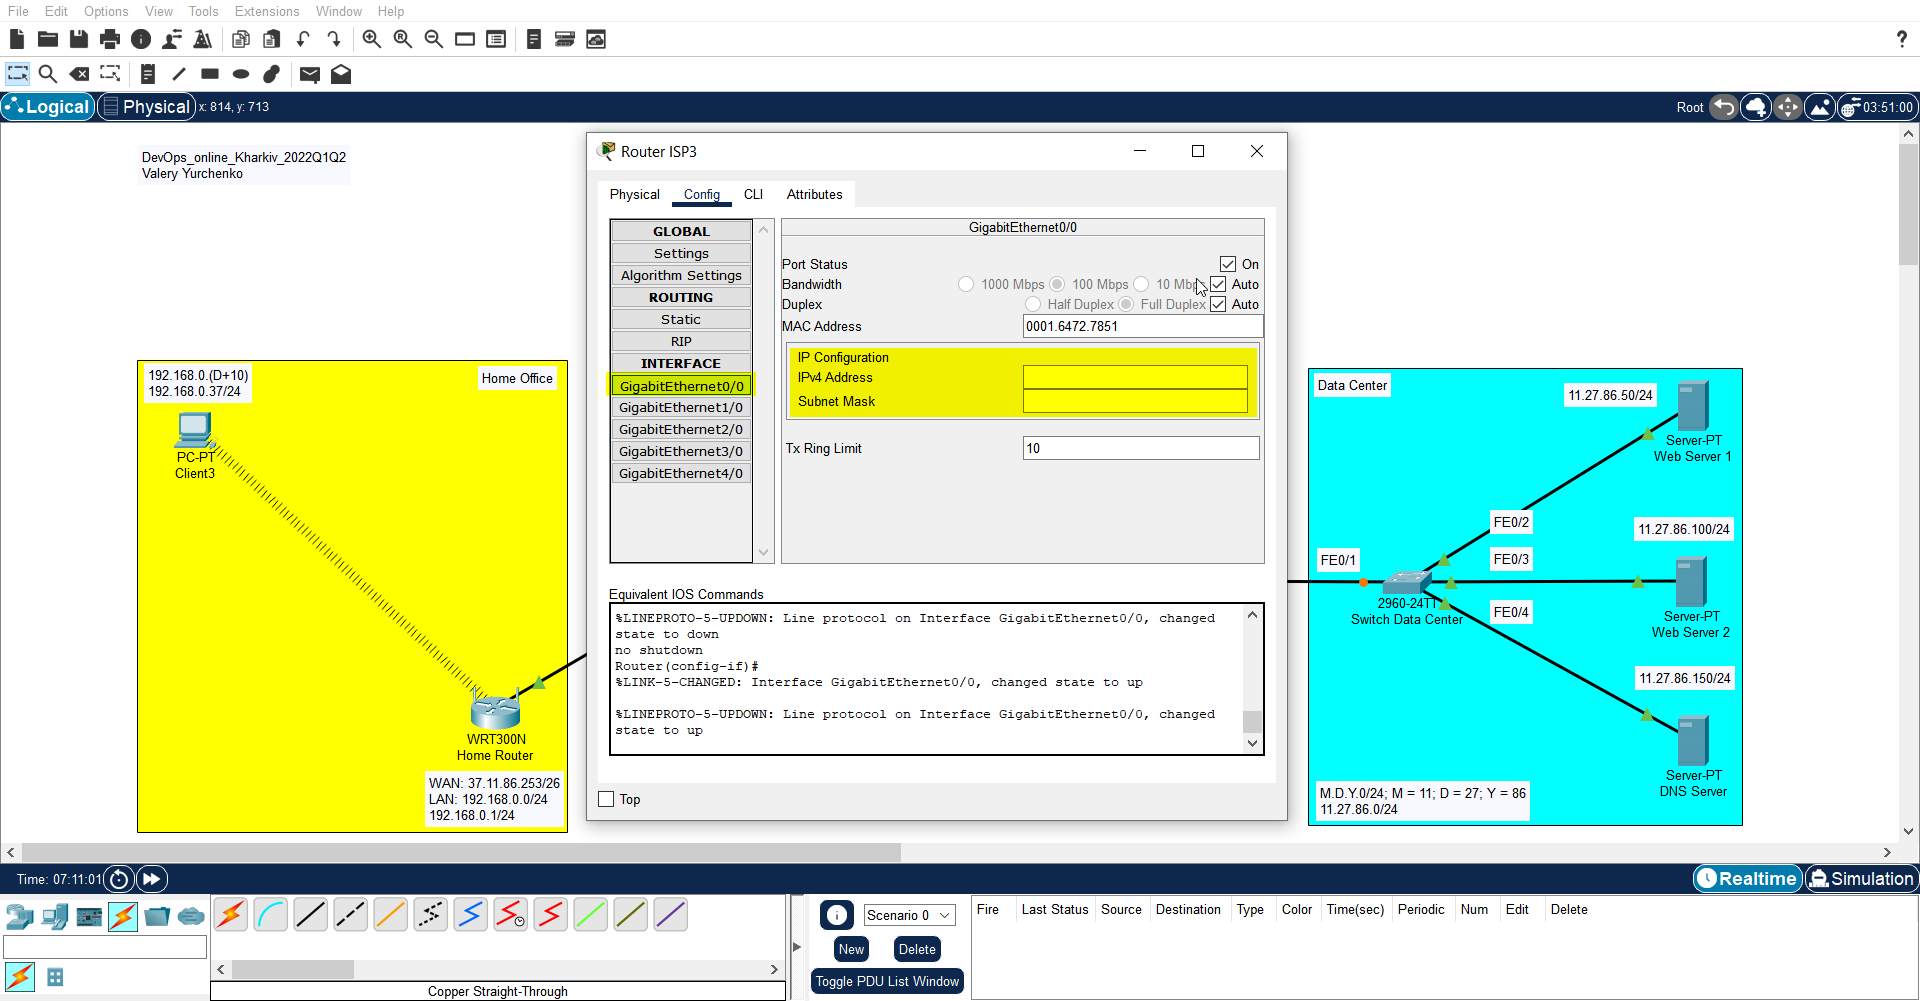 File Edit Options View Tools Extensions Window Help
?
Logical Physical x: 814, y: 713 Root 03:51:00
DevOps_online_Kharkiv_2022Q1Q2
Valery Yurchenko
192.168.0.(D+10)
192.168.0.37/24
Home Office
PC-PT
Client3
WRT300N
Home Router
WAN: 37.11.86.253/26
LAN: 192.168.0.0/24
192.168.0.1/24
Router ISP3
Physical Config CLI Attributes
GLOBAL
Settings
Algorithm Settings
ROUTING
Static
RIP
INTERFACE
GigabitEthernet0/0
GigabitEthernet1/0
GigabitEthernet2/0
GigabitEthernet3/0
GigabitEthernet4/0
GigabitEthernet0/0
Port Status On
Bandwidth 1000 Mbps 100 Mbps 10 Mbps Auto
Duplex Half Duplex Full Duplex Auto
MAC Address 0001.6472.7851
IP Configuration
IPv4 Address
Subnet Mask
Tx Ring Limit 10
Equivalent IOS Commands
%LINEPROTO-5-UPDOWN: Line protocol on Interface GigabitEthernet0/0, changed
state to down
no shutdown
Router(config-if)#
%LINK-5-CHANGED: Interface GigabitEthernet0/0, changed state to up
%LINEPROTO-5-UPDOWN: Line protocol on Interface GigabitEthernet0/0, changed
state to up
Top
Data Center
11.27.86.50/24
Server-PT
Web Server 1
FE0/2
11.27.86.100/24
FE0/1
FE0/3
2960-24TT
Switch Data Center
FE0/4
Server-PT
Web Server 2
11.27.86.150/24
Server-PT
DNS Server
M.D.Y.0/24; M = 11; D = 27; Y = 86
11.27.86.0/24
Time: 07:11:01 Realtime Simulation
Scenario 0
New Delete
Toggle PDU List Window
Fire Last Status Source Destination Type Color Time(sec) Periodic Num Edit Delete
Copper Straight-Through